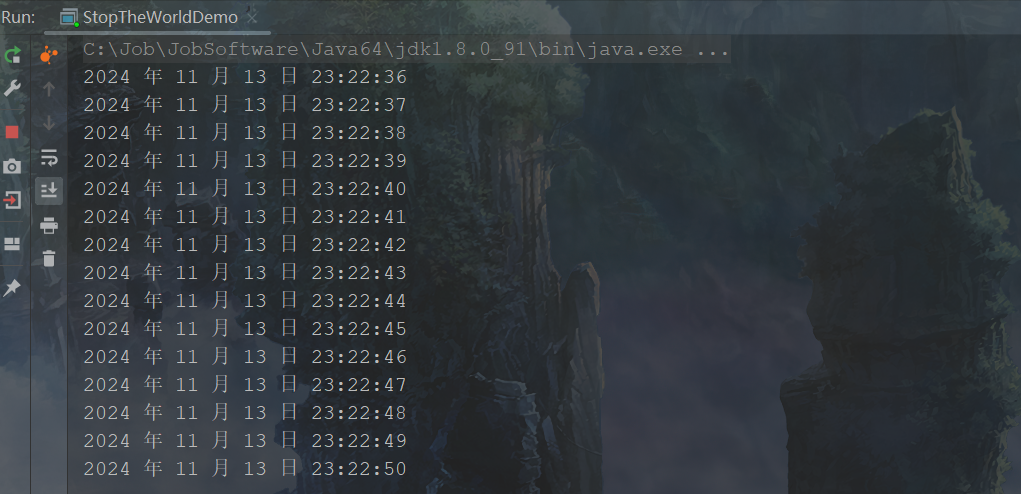 Run: StopTheWorldDemo
C:\Job\JobSoftware\Java64\jdk1.8.0_91\bin\java.exe ...
2024 年 11 月 13 日 23:22:36
2024 年 11 月 13 日 23:22:37
2024 年 11 月 13 日 23:22:38
2024 年 11 月 13 日 23:22:39
2024 年 11 月 13 日 23:22:40
2024 年 11 月 13 日 23:22:41
2024 年 11 月 13 日 23:22:42
2024 年 11 月 13 日 23:22:43
2024 年 11 月 13 日 23:22:44
2024 年 11 月 13 日 23:22:45
2024 年 11 月 13 日 23:22:46
2024 年 11 月 13 日 23:22:47
2024 年 11 月 13 日 23:22:48
2024 年 11 月 13 日 23:22:49
2024 年 11 月 13 日 23:22:50